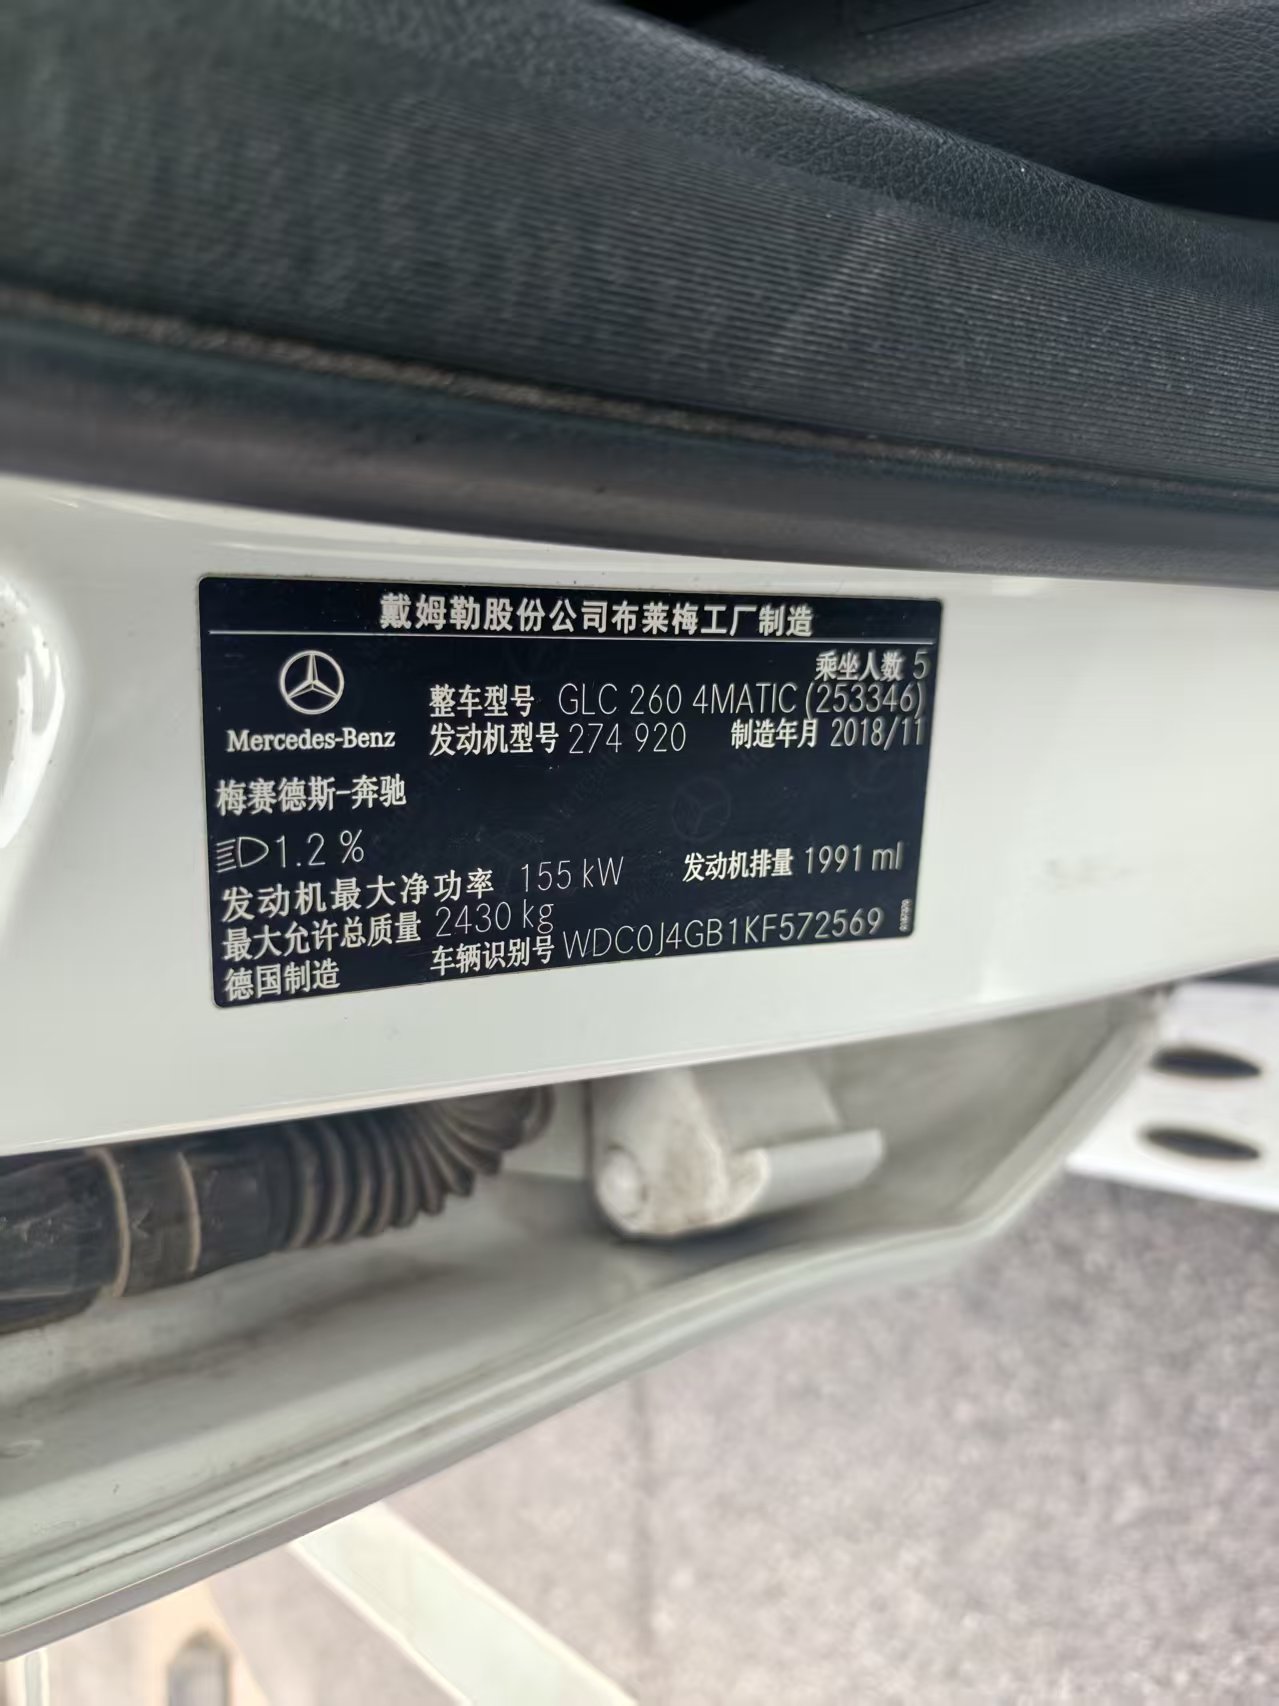 戴姆勒股份公司布莱梅工厂制造
乘坐人数 5
整车型号 GLC 260 4MATIC (253346)
Mercedes-Benz 发动机型号 274 920 制造年月 2018/11
梅赛德斯-奔驰
1.2 %
发动机最大净功率 155 kW 发动机排量 1991 ml
最大允许总质量 2430 kg
德国制造 车辆识别号 WDC0J4GB1KF572569